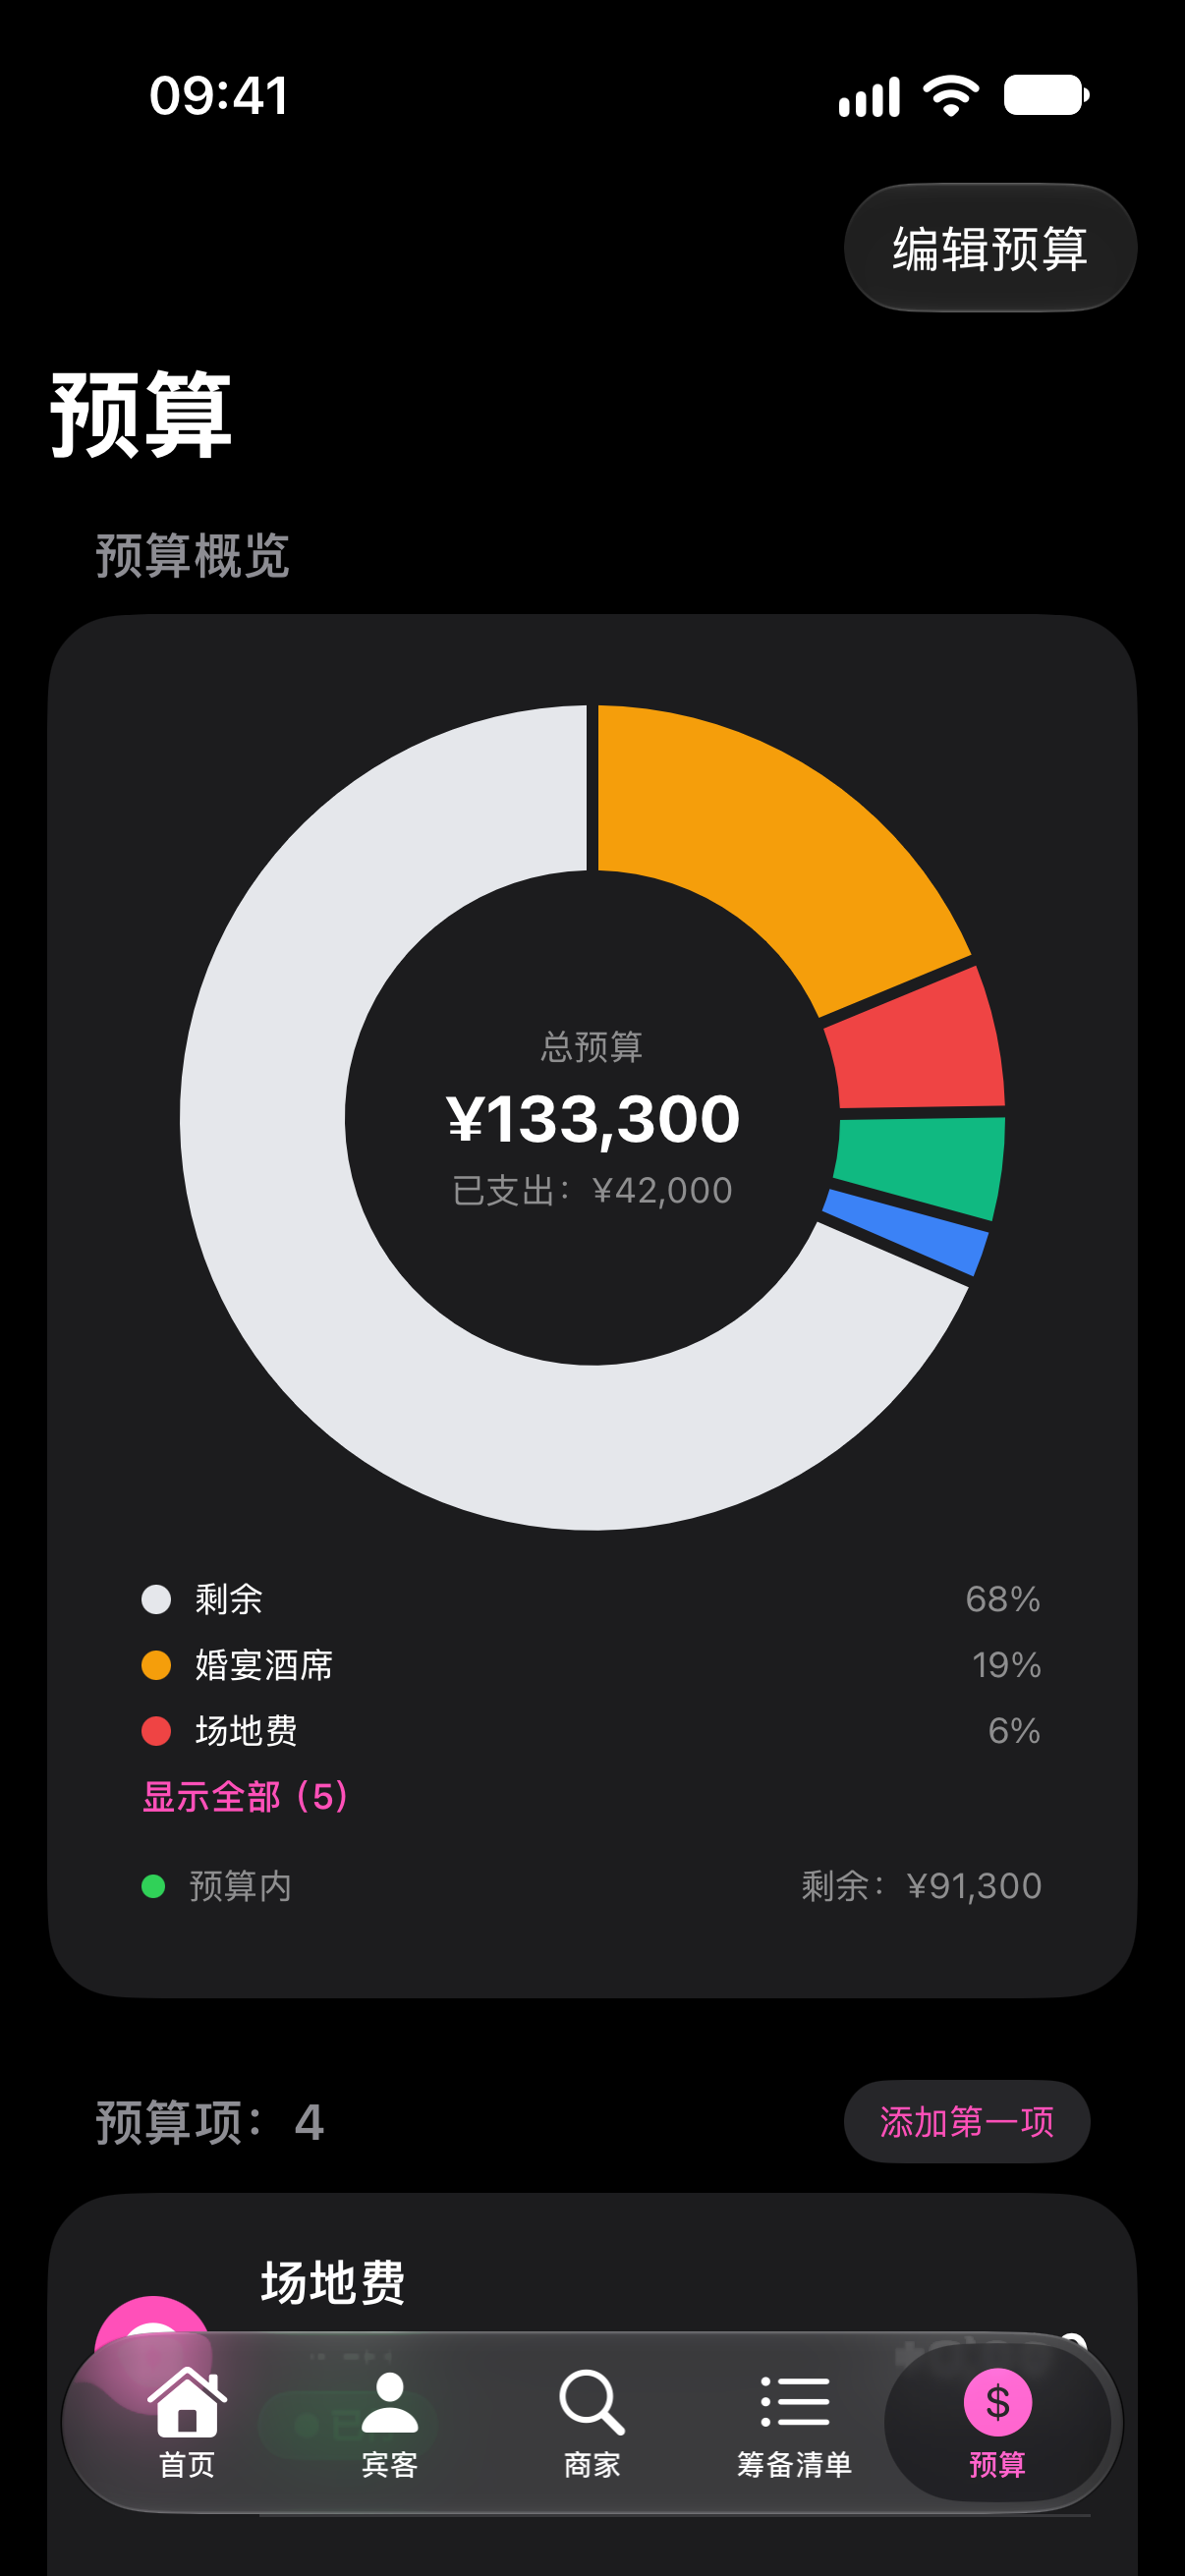 09:41
编辑预算
预算
预算概览
总预算
¥133,300
已支出：¥42,000
剩余 68%
婚宴酒席 19%
场地费 6%
显示全部（5）
预算内 剩余：¥91,300
预算项：4 添加第一项
场地费
首页 宾客 商家 筹备清单 预算